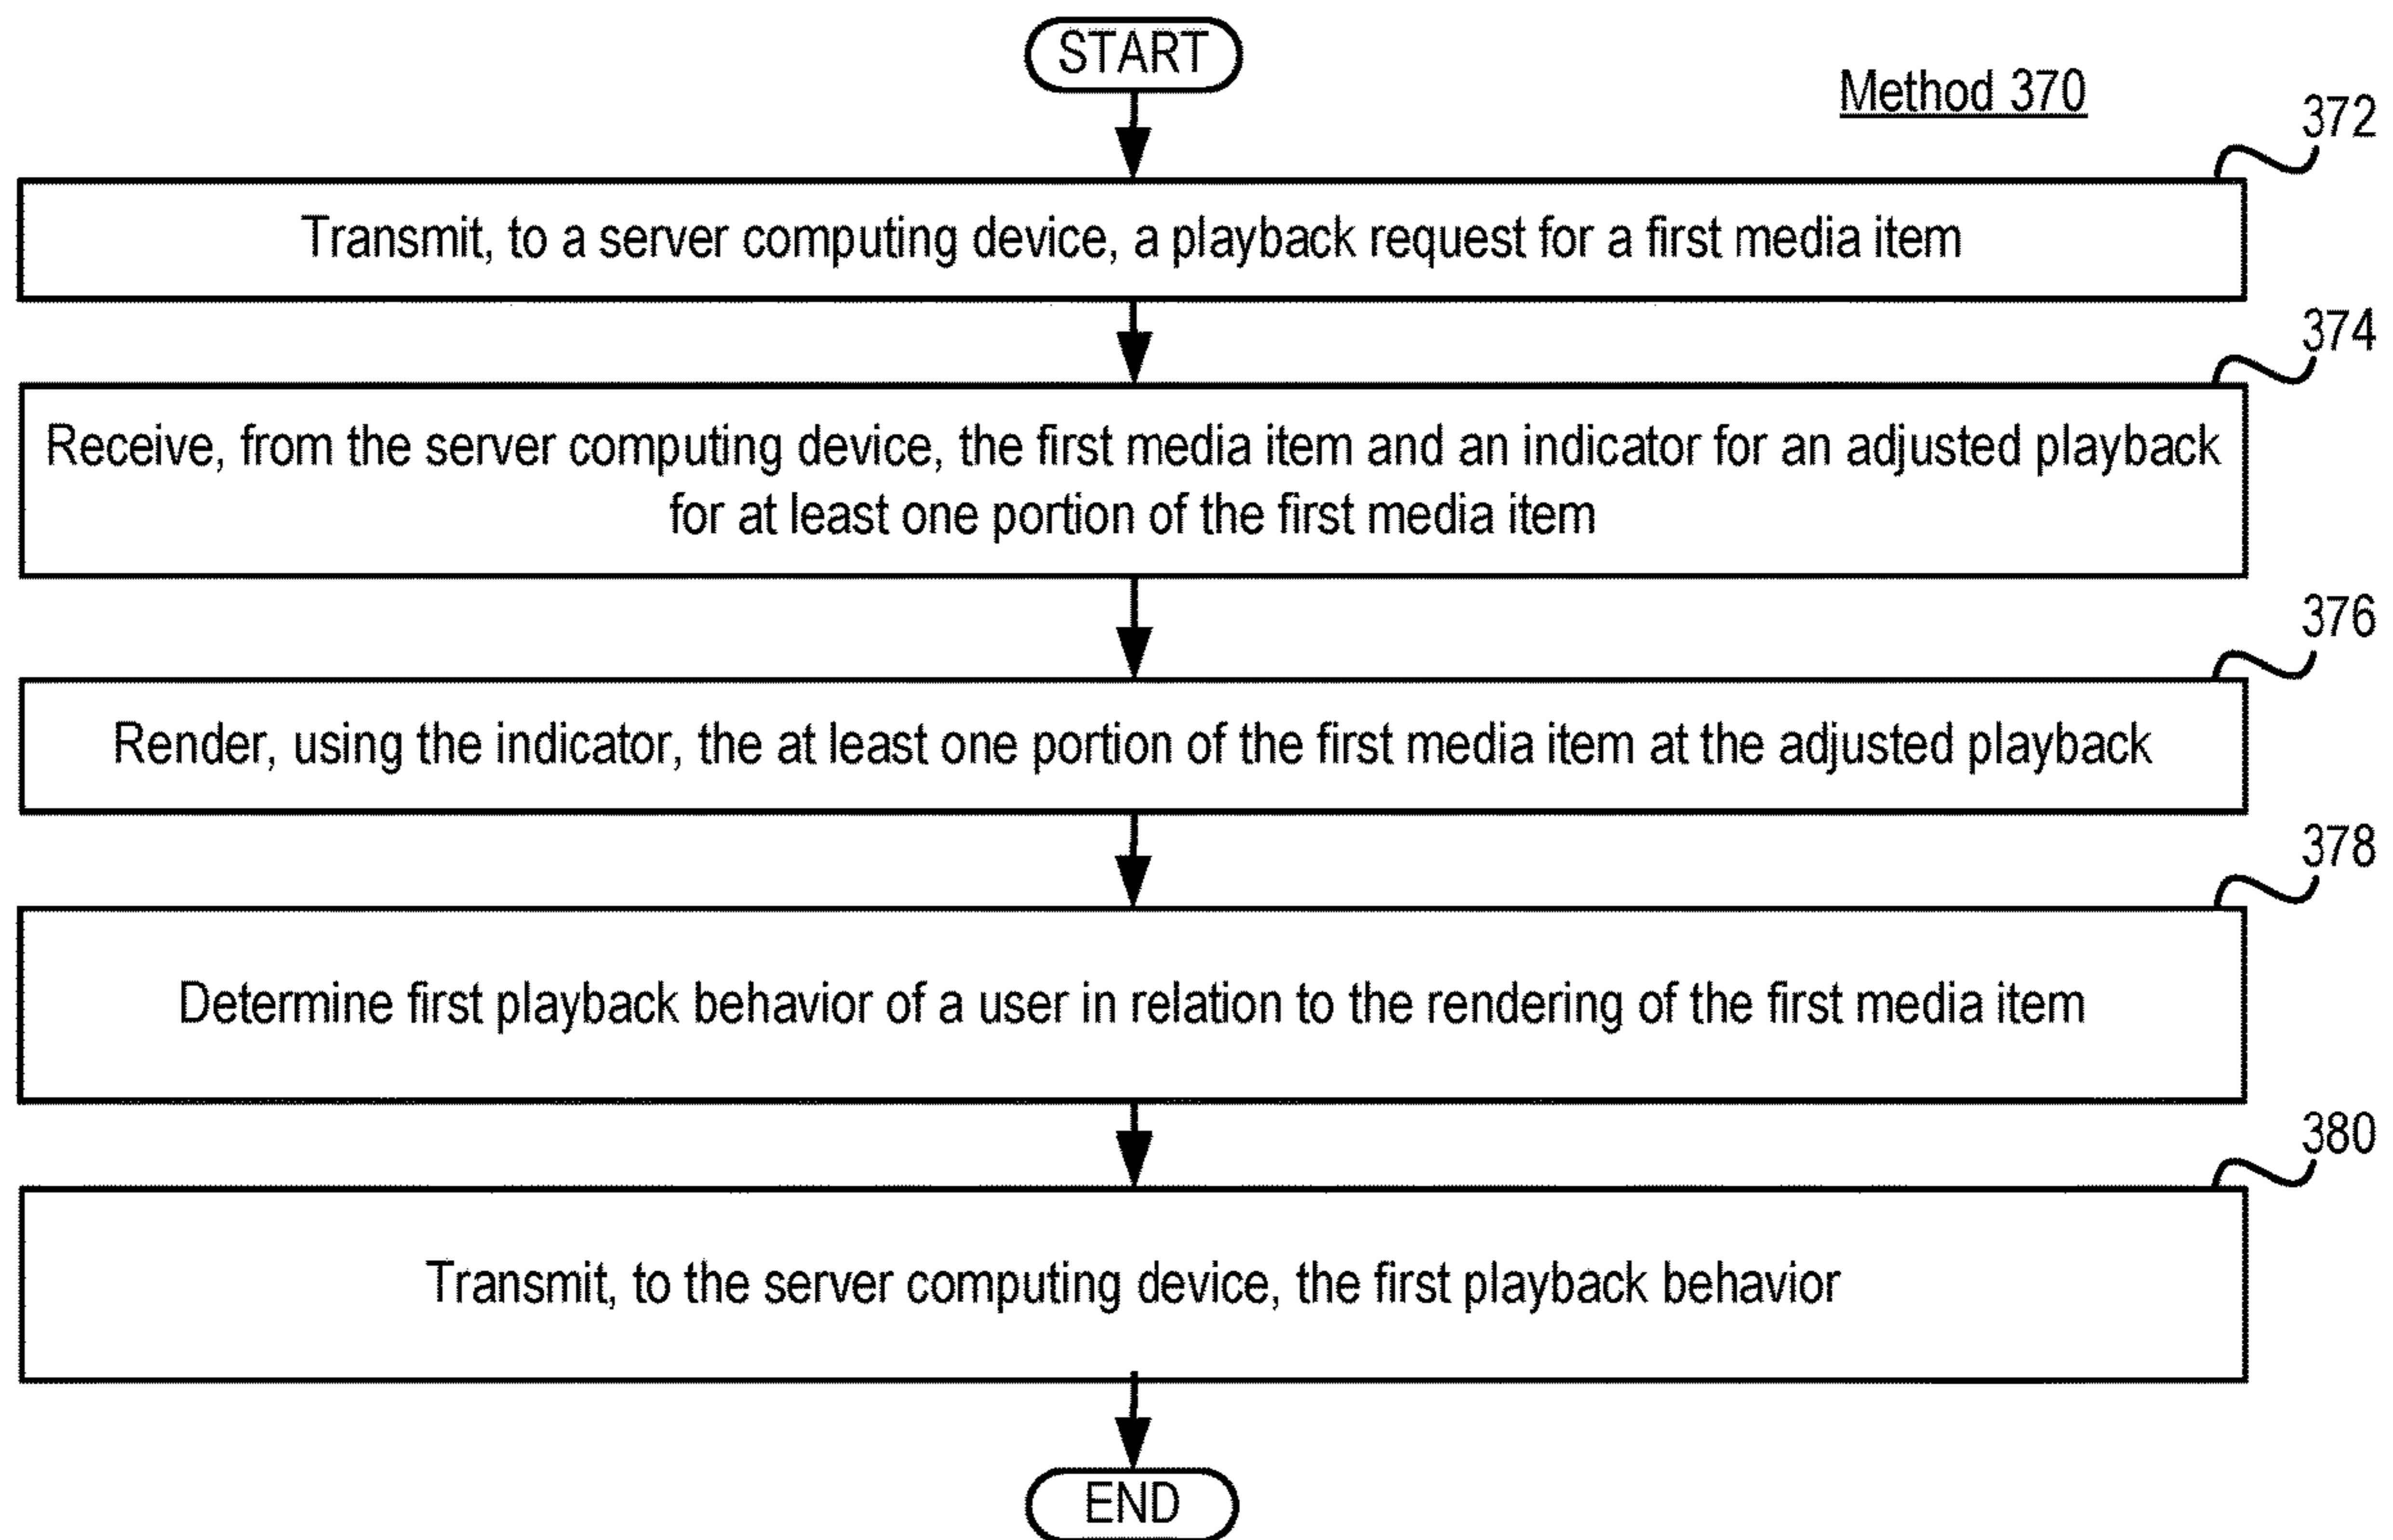 START
Method 370
372
Transmit, to a server computing device, a playback request for a first media item
374
Receive, from the server computing device, the first media item and an indicator for an adjusted playback
for at least one portion of the first media item
376
Render, using the indicator, the at least one portion of the first media item at the adjusted playback
378
Determine first playback behavior of a user in relation to the rendering of the first media item
380
Transmit, to the server computing device, the first playback behavior
END